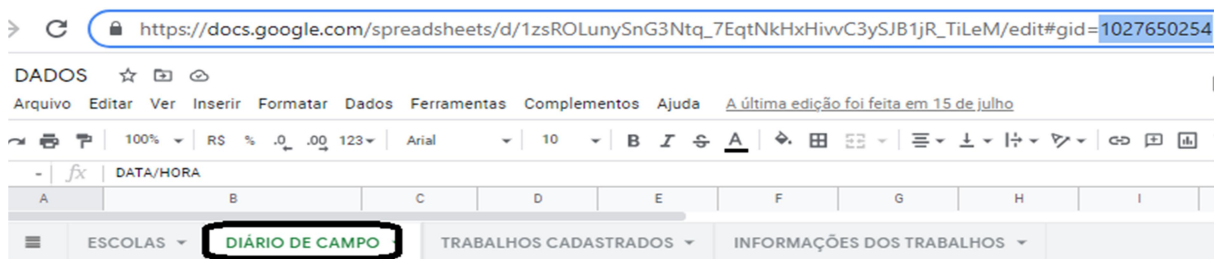 https://docs.google.com/spreadsheets/d/1zsROLunySnG3Ntq_7EqtNkHxHivvC3ySJB1jR_TiLeM/edit#gid=1027650254
DADOS
Arquivo Editar Ver Inserir Formatar Dados Ferramentas Complementos Ajuda A última edição foi feita em 15 de julho
100% R$ % .0 .00 123 Arial 10 B I S A
fx DATA/HORA
A B C D E F G H I
ESCOLAS DIÁRIO DE CAMPO TRABALHOS CADASTRADOS INFORMAÇÕES DOS TRABALHOS